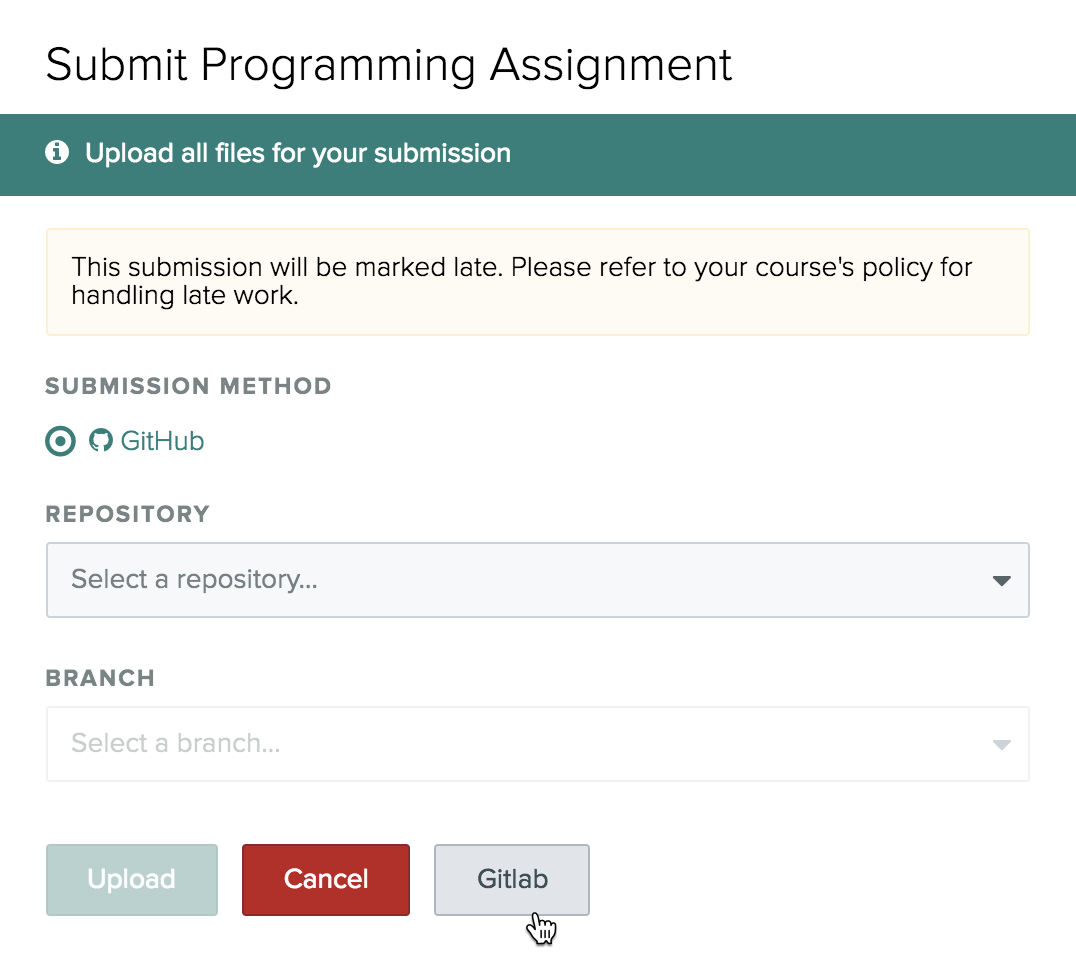 Submit Programming Assignment
Upload all files for your submission
This submission will be marked late. Please refer to your course's policy for
handling late work.
SUBMISSION METHOD
GitHub
REPOSITORY
Select a repository...
BRANCH
Select a branch...
Upload
Cancel
Gitlab